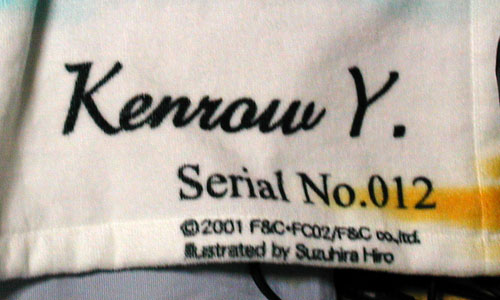 Kenrow Y.
Serial No.012
©2001 F&C·FC02/F&C co.,ltd.
Illustrated by Suzuhira Hiro